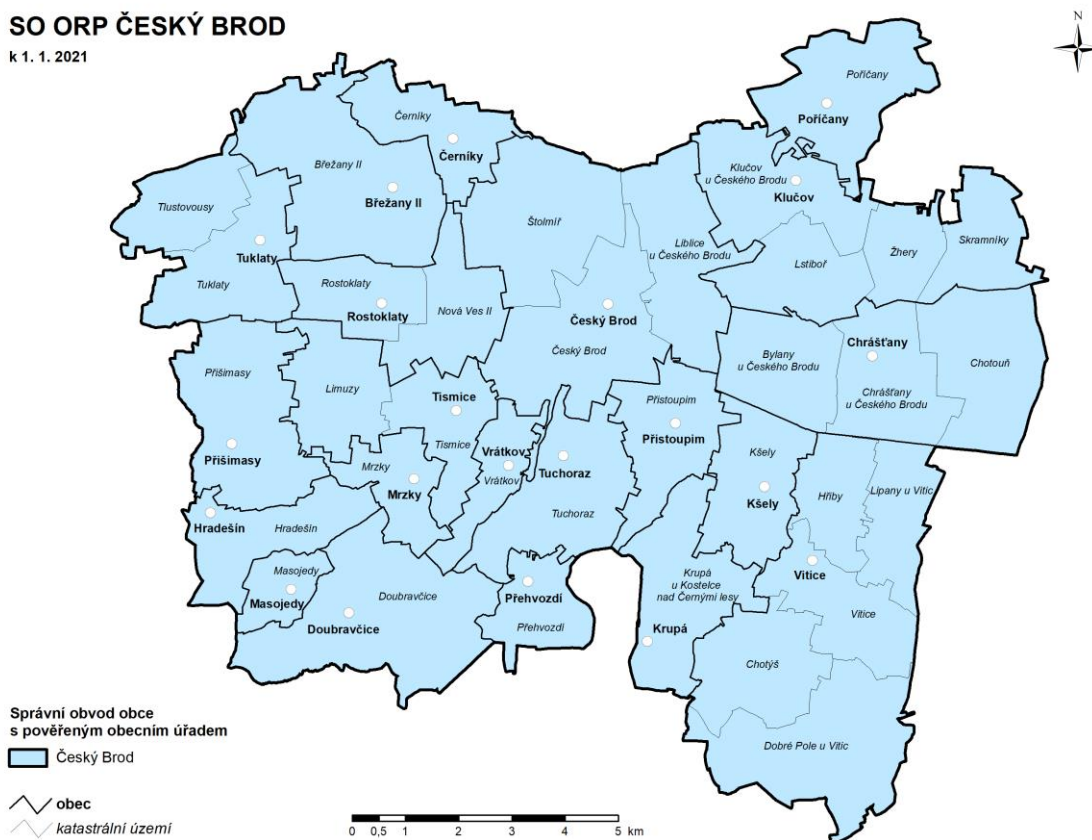 SO ORP ČESKÝ BROD
k 1. 1. 2021
N
Poříčany
Poříčany
Černíky
Černíky
Břežany II
Břežany II
Klučov
u Českého Brodu
Klučov
Tlustovousy
Tuklaty
Tuklaty
Štolmíř
Liblice
u Českého Brodu
Lstiboř
Žhery
Skramníky
Rostoklaty
Rostoklaty
Nová Ves II
Český Brod
Český Brod
Bylany
u Českého Brodu
Chrášťany
Chrášťany
u Českého Brodu
Chotouň
Přišimasy
Přišimasy
Limuzy
Tismice
Tismice
Přistoupim
Přistoupim
Vrátkov
Vrátkov
Tuchoraz
Tuchoraz
Mrzky
Mrzky
Kšely
Kšely
Hřiby
Lipany u Vitic
Hradešín
Hradešín
Masojedy
Masojedy
Doubravčice
Doubravčice
Přehvozdí
Přehvozdí
Krupá
u Kostelce
nad Černými lesy
Krupá
Vitice
Vitice
Chotýš
Dobré Pole u Vitic
Správní obvod obce
s pověřeným obecním úřadem
Český Brod
obec
katastrální území
0 0,5 1 2 3 4 5 km